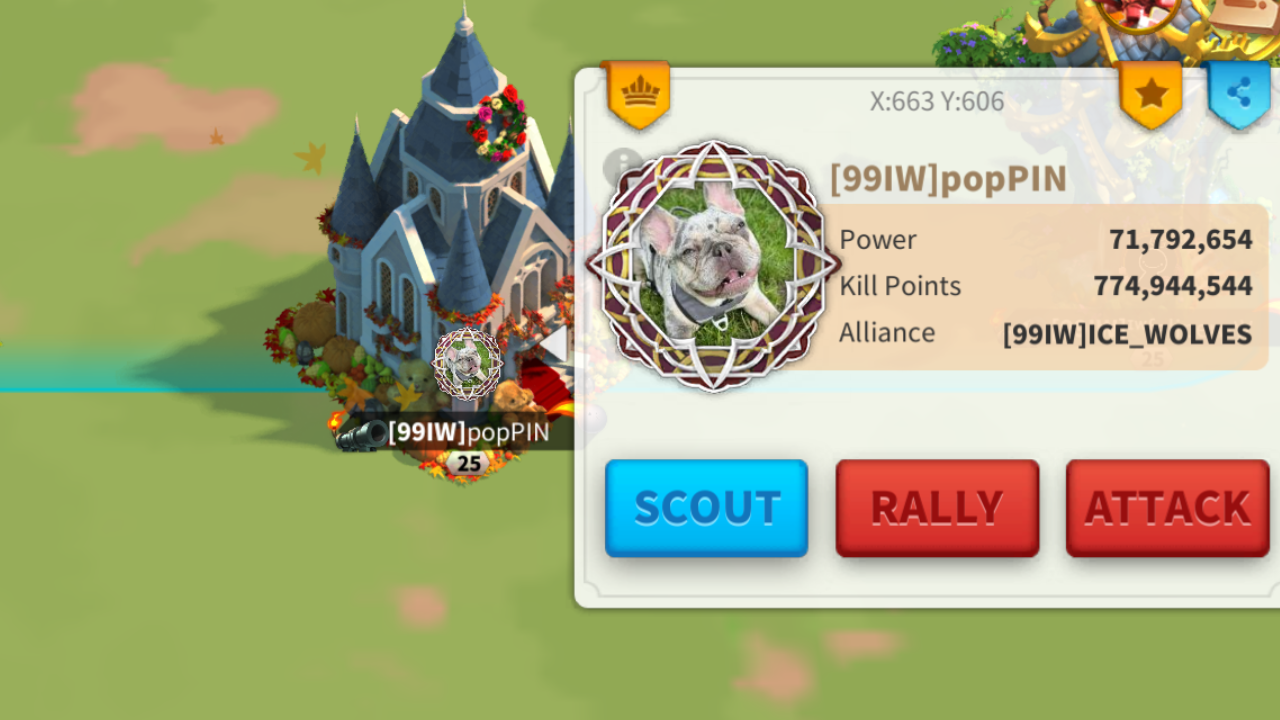 X:663 Y:606
[99IW]popPIN
Power 71,792,654
Kill Points 774,944,544
Alliance [99IW]ICE_WOLVES
[99IW]popPIN
25
SCOUT RALLY ATTACK